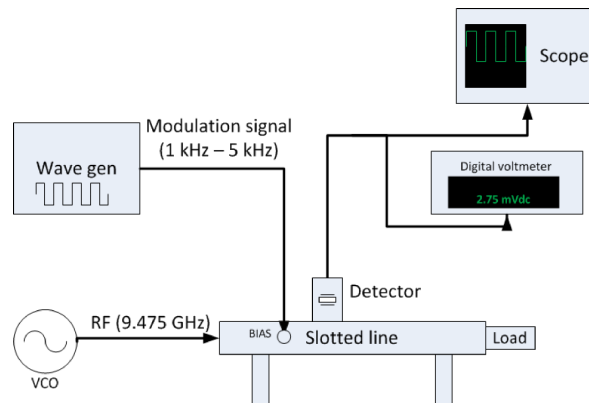 Scope
Modulation signal
(1 kHz – 5 kHz)
Wave gen
Digital voltmeter
2.75 mVdc
Detector
RF (9.475 GHz)
BIAS
Slotted line
Load
VCO